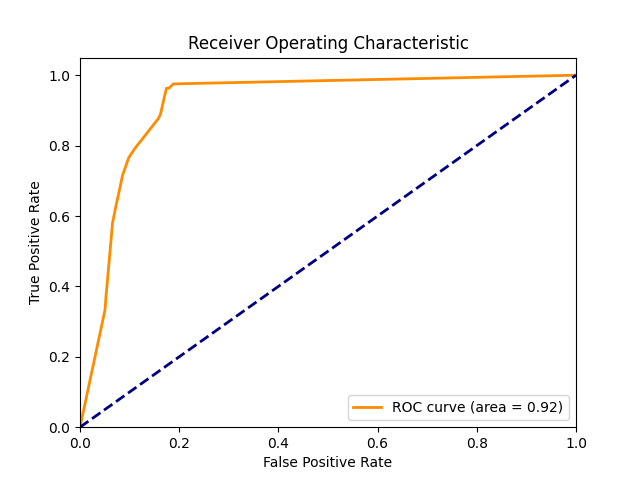 Receiver Operating Characteristic
True Positive Rate
1.0
0.8
0.6
0.4
0.2
0.0
0.0 0.2 0.4 0.6 0.8 1.0
False Positive Rate
ROC curve (area = 0.92)